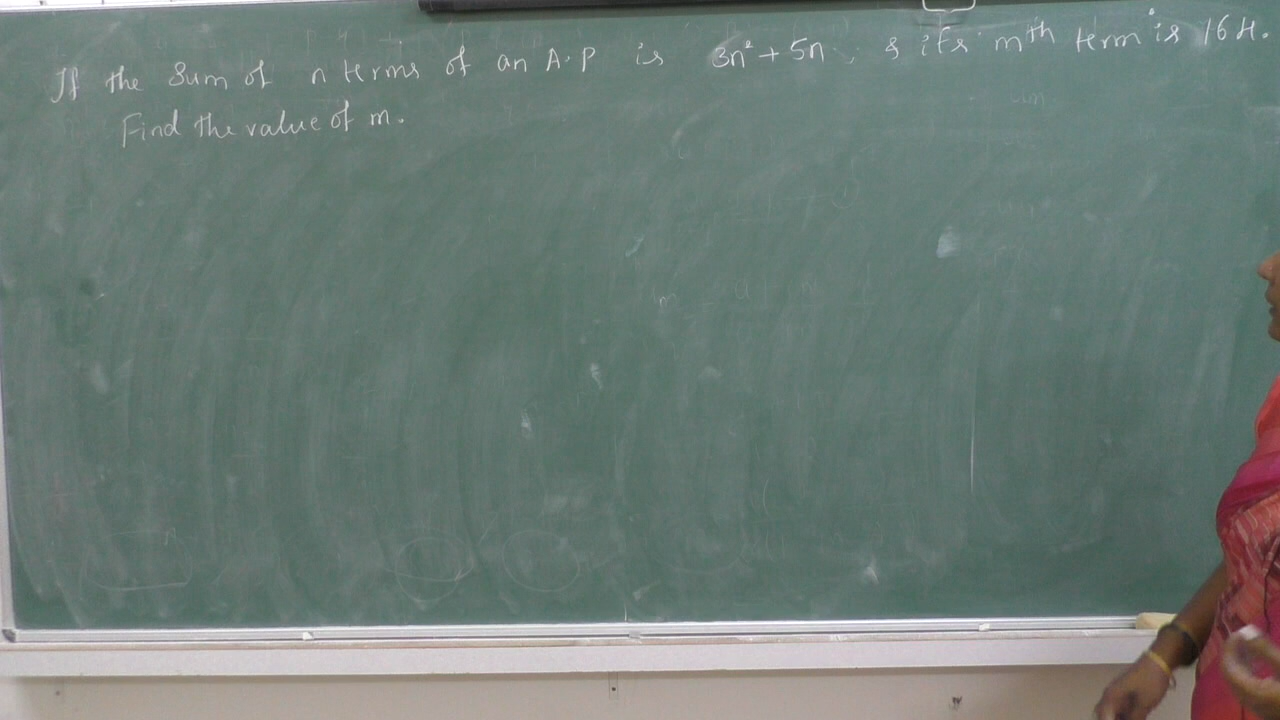 If the Sum of n terms of an A.P is 3n² + 5n, & its mth term is 164.
Find the value of m.